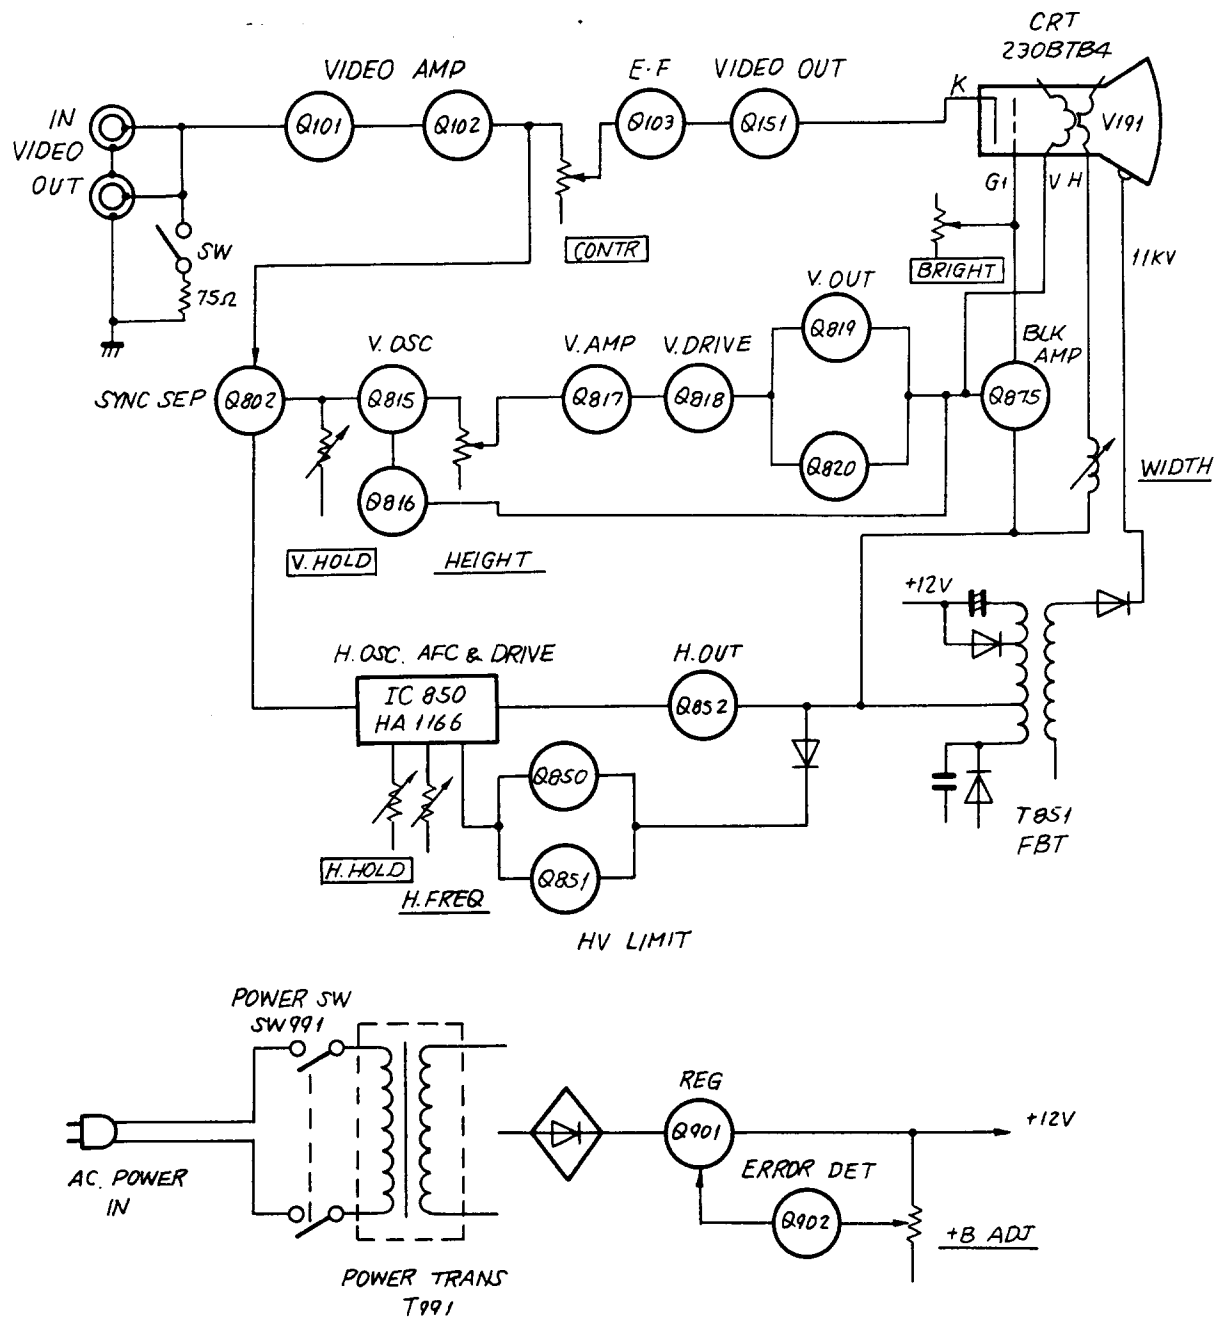 CRT
230BTB4
VIDEO AMP
E·F
VIDEO OUT
K
IN
VIDEO
OUT
Q101
Q102
Q103
Q151
V191
G1
V H
SW
75Ω
CONTR
BRIGHT
11KV
V.OUT
Q819
V.OSC
V.AMP
V.DRIVE
BLK
AMP
SYNC SEP
Q802
Q815
Q817
Q818
Q875
Q820
WIDTH
Q816
V.HOLD
HEIGHT
+12V
H.OSC. AFC & DRIVE
H.OUT
IC 850
HA 1166
Q852
Q850
T851
FBT
H.HOLD
Q851
H.FREQ
HV LIMIT
POWER SW
SW991
REG
Q901
+12V
ERROR DET
AC. POWER
IN
Q902
+B ADJ
POWER TRANS
T991